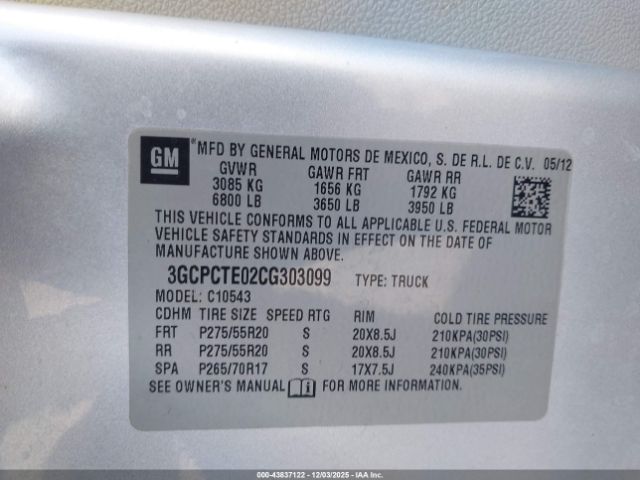 GM
*MFD BY GENERAL MOTORS DE MEXICO, S. DE R.L. DE C.V. 05/12
GVWR GAWR FRT GAWR RR
3085 KG 1656 KG 1792 KG
6800 LB 3650 LB 3950 LB
THIS VEHICLE CONFORMS TO ALL APPLICABLE U.S. FEDERAL MOTOR
VEHICLE SAFETY STANDARDS IN EFFECT ON THE DATE OF
MANUFACTURE SHOWN ABOVE.
3GCPCTE02CG303099 TYPE: TRUCK
MODEL: C10543
CDHM TIRE SIZE SPEED RTG RIM COLD TIRE PRESSURE
FRT P275/55R20 S 20X8.5J 210KPA(30PSI)
RR P275/55R20 S 20X8.5J 210KPA(30PSI)
SPA P265/70R17 S 17X7.5J 240KPA(35PSI)
SEE OWNER'S MANUAL FOR MORE INFORMATION.
000-43837122 - 12/03/2025 - COPYRIGHT IAA, LLC